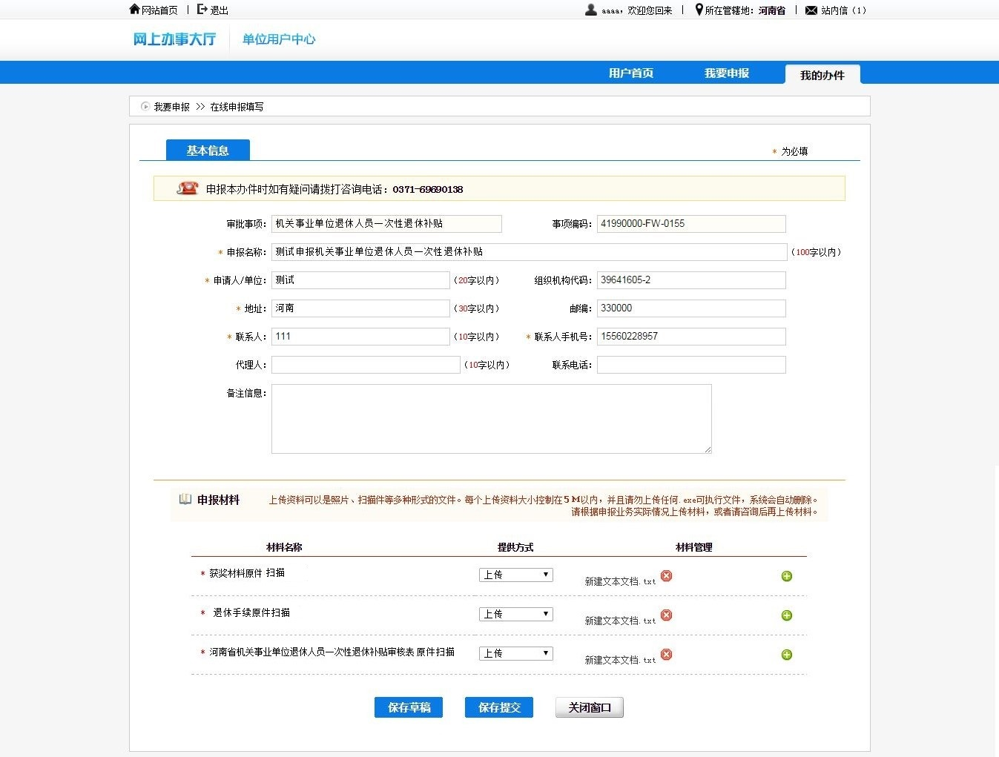 网站首页 | 退出 aaaa，欢迎您回来 | 所在管辖地：河南省 | 站内信（1）
网上办事大厅 单位用户中心
用户首页 我要申报 我的办件
我要申报 >> 在线申报填写
基本信息 * 为必填
申报本办件时如有疑问请拨打咨询电话：0371-69690138
审批事项： 机关事业单位退休人员一次性退休补贴 事项编码： 41990000-FW-0155
* 申报名称： 测试申报机关事业单位退休人员一次性退休补贴 （100字以内）
* 申请人/单位： 测试 （20字以内） 组织机构代码： 39641605-2
* 地址： 河南 （30字以内） 邮编： 330000
* 联系人： 111 （10字以内） * 联系人手机号： 15560228957
代理人： （10字以内） 联系电话：
备注信息：
申报材料 上传资料可以是照片、扫描件等多种形式的文件。每个上传资料大小控制在5 M以内，并且请勿上传任何.exe可执行文件，系统会自动删除。
请根据申报业务实际情况上传材料，或者请咨询后再上传材料。
材料名称 提供方式 材料管理
* 获奖材料原件 扫描 上传 新建文本文档.txt
* 退休手续原件扫描 上传 新建文本文档.txt
* 河南省机关事业单位退休人员一次性退休补贴审核表 原件扫描 上传 新建文本文档.txt
保存草稿 保存提交 关闭窗口